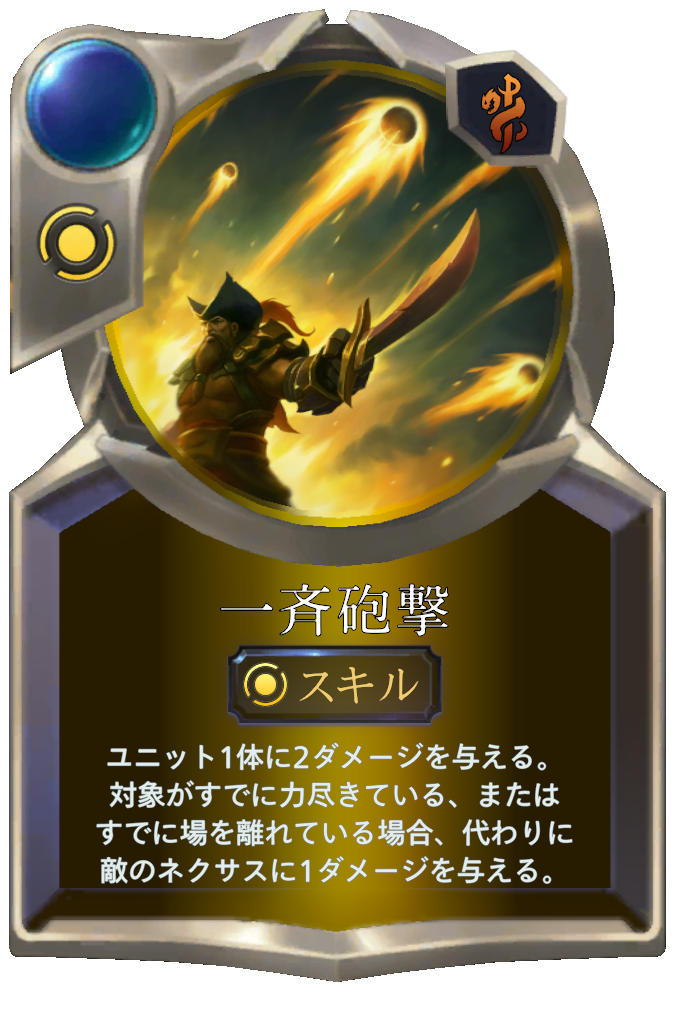 一斉砲撃
スキル
ユニット1体に2ダメージを与える。
対象がすでに力尽きている、または
すでに場を離れている場合、代わりに
敵のネクサスに1ダメージを与える。